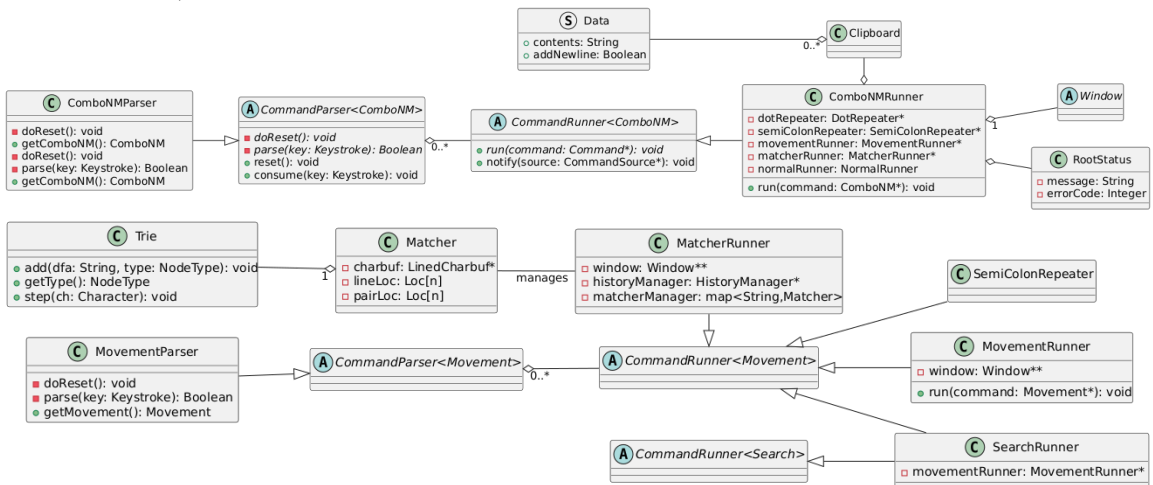 S Data
contents: String
addNewline: Boolean
0..*
C Clipboard
C ComboNMParser
doReset(): void
getComboNM(): ComboNM
doReset(): void
parse(key: Keystroke): Boolean
getComboNM(): ComboNM
A CommandParser<ComboNM>
doReset(): void
parse(key: Keystroke): Boolean
reset(): void
consume(key: Keystroke): void
0..*
A CommandRunner<ComboNM>
run(command: Command*): void
notify(source: CommandSource*): void
C ComboNMRunner
dotRepeater: DotRepeater*
semiColonRepeater: SemiColonRepeater*
movementRunner: MovementRunner*
matcherRunner: MatcherRunner*
normalRunner: NormalRunner
run(command: ComboNM*): void
1
A Window
C RootStatus
message: String
errorCode: Integer
C Trie
add(dfa: String, type: NodeType): void
getType(): NodeType
step(ch: Character): void
1
C Matcher
charbuf: LinedCharbuf*
lineLoc: Loc[n]
pairLoc: Loc[n]
manages
C MatcherRunner
window: Window**
historyManager: HistoryManager*
matcherManager: map<String,Matcher>
C SemiColonRepeater
C MovementParser
doReset(): void
parse(key: Keystroke): Boolean
getMovement(): Movement
A CommandParser<Movement>
0..*
A CommandRunner<Movement>
C MovementRunner
window: Window**
run(command: Movement*): void
A CommandRunner<Search>
C SearchRunner
movementRunner: MovementRunner*